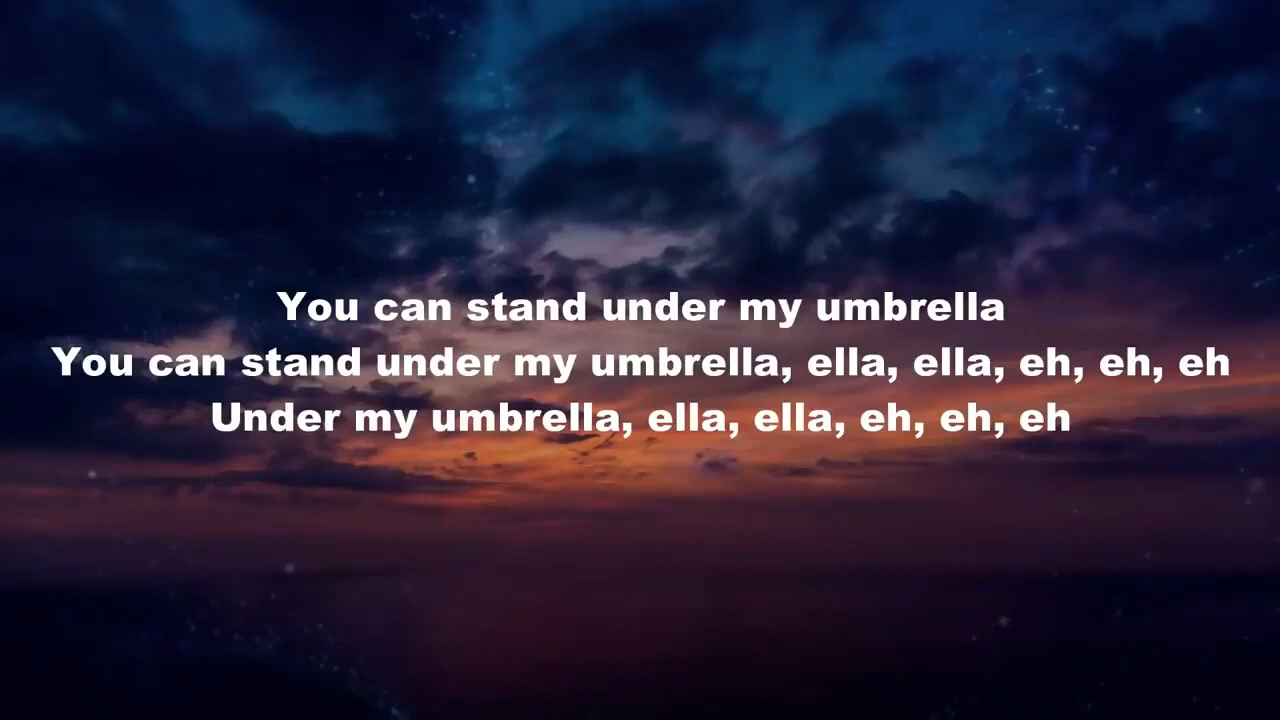 You can stand under my umbrella
You can stand under my umbrella, ella, ella, eh, eh, eh
Under my umbrella, ella, ella, eh, eh, eh